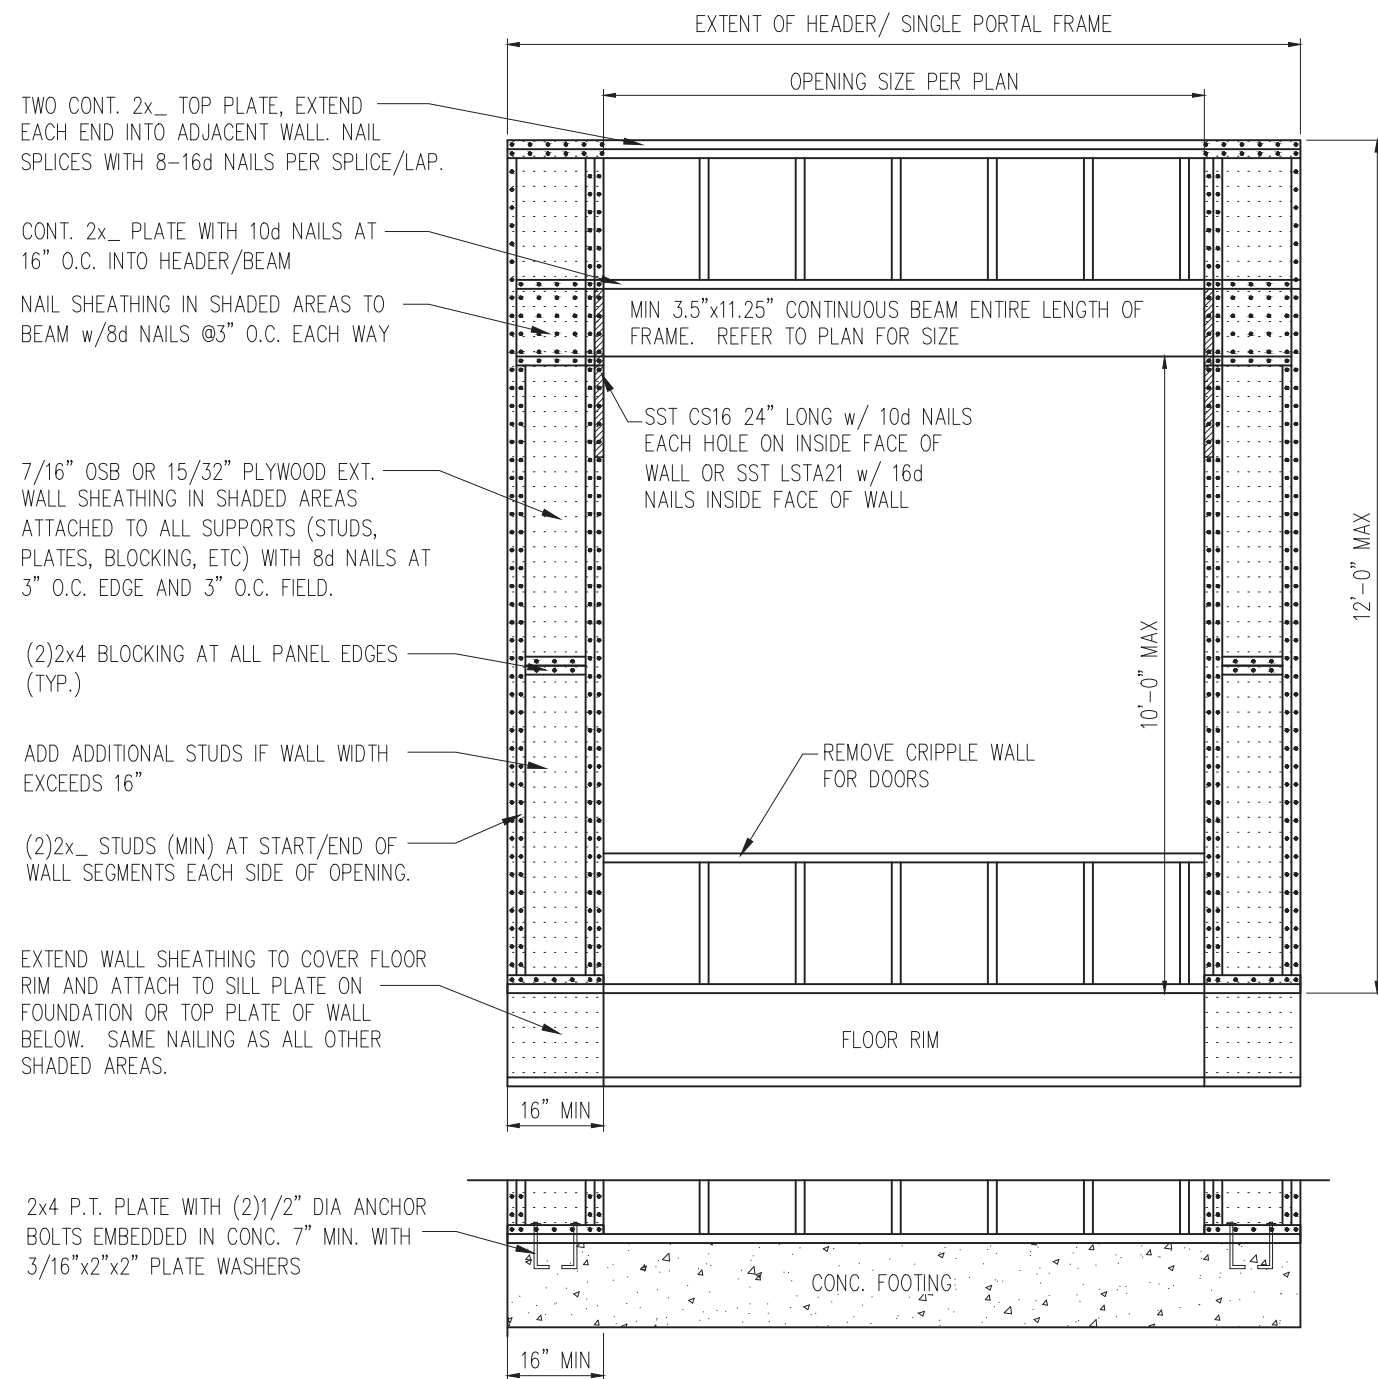 EXTENT OF HEADER/ SINGLE PORTAL FRAME
OPENING SIZE PER PLAN
TWO CONT. 2x_ TOP PLATE, EXTEND
EACH END INTO ADJACENT WALL. NAIL
SPLICES WITH 8-16d NAILS PER SPLICE/LAP.
CONT. 2x_ PLATE WITH 10d NAILS AT
16" O.C. INTO HEADER/BEAM
NAIL SHEATHING IN SHADED AREAS TO
BEAM w/8d NAILS @3" O.C. EACH WAY
MIN 3.5"x11.25" CONTINUOUS BEAM ENTIRE LENGTH OF
FRAME. REFER TO PLAN FOR SIZE
SST CS16 24" LONG w/ 10d NAILS
EACH HOLE ON INSIDE FACE OF
WALL OR SST LSTA21 w/ 16d
NAILS INSIDE FACE OF WALL
7/16" OSB OR 15/32" PLYWOOD EXT.
WALL SHEATHING IN SHADED AREAS
ATTACHED TO ALL SUPPORTS (STUDS,
PLATES, BLOCKING, ETC) WITH 8d NAILS AT
3" O.C. EDGE AND 3" O.C. FIELD.
12'-0" MAX
10'-0" MAX
(2)2x4 BLOCKING AT ALL PANEL EDGES
(TYP.)
ADD ADDITIONAL STUDS IF WALL WIDTH
EXCEEDS 16"
REMOVE CRIPPLE WALL
FOR DOORS
(2)2x_ STUDS (MIN) AT START/END OF
WALL SEGMENTS EACH SIDE OF OPENING.
EXTEND WALL SHEATHING TO COVER FLOOR
RIM AND ATTACH TO SILL PLATE ON
FOUNDATION OR TOP PLATE OF WALL
BELOW. SAME NAILING AS ALL OTHER
SHADED AREAS.
FLOOR RIM
16" MIN
2x4 P.T. PLATE WITH (2)1/2" DIA ANCHOR
BOLTS EMBEDDED IN CONC. 7" MIN. WITH
3/16"x2"x2" PLATE WASHERS
CONC. FOOTING
16" MIN